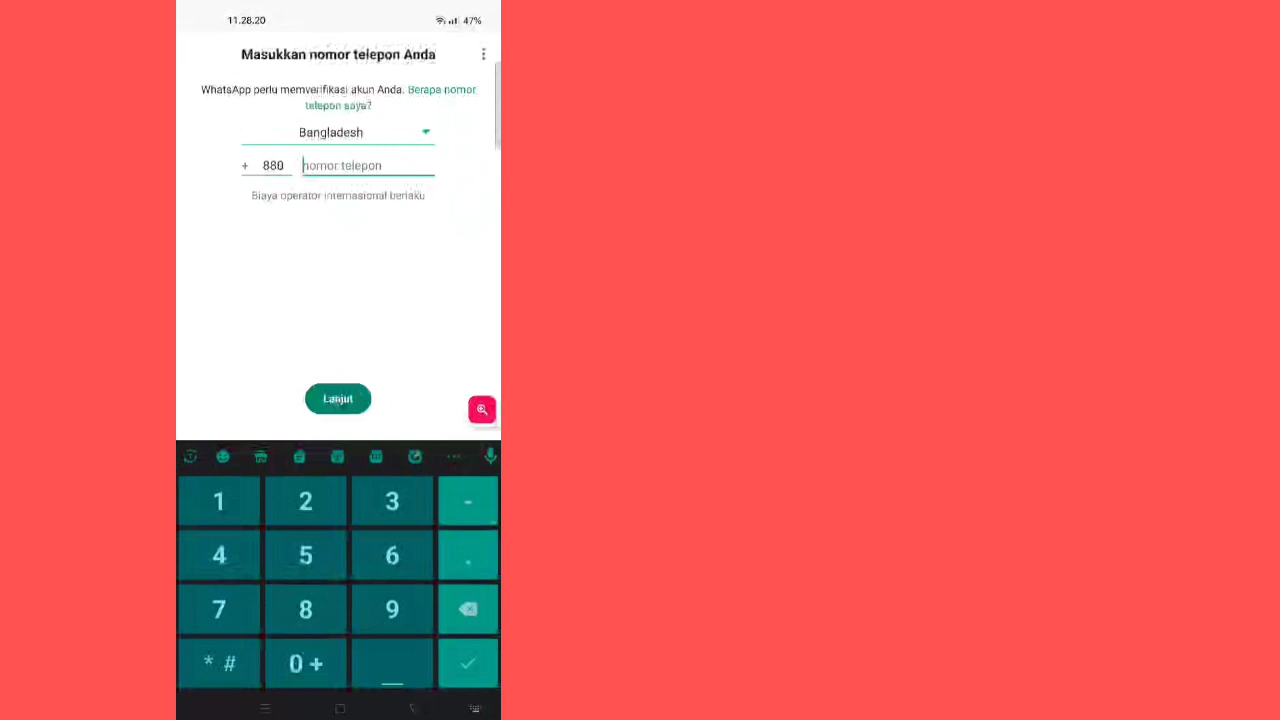 11.28.20
47%
Masukkan nomor telepon Anda
WhatsApp perlu memverifikasi akun Anda. Berapa nomor
telepon saya?
Bangladesh
+ 880 nomor telepon
Biaya operator internasional berlaku
Lanjut
1 2 3 -
4 5 6 .
7 8 9
* # 0 +